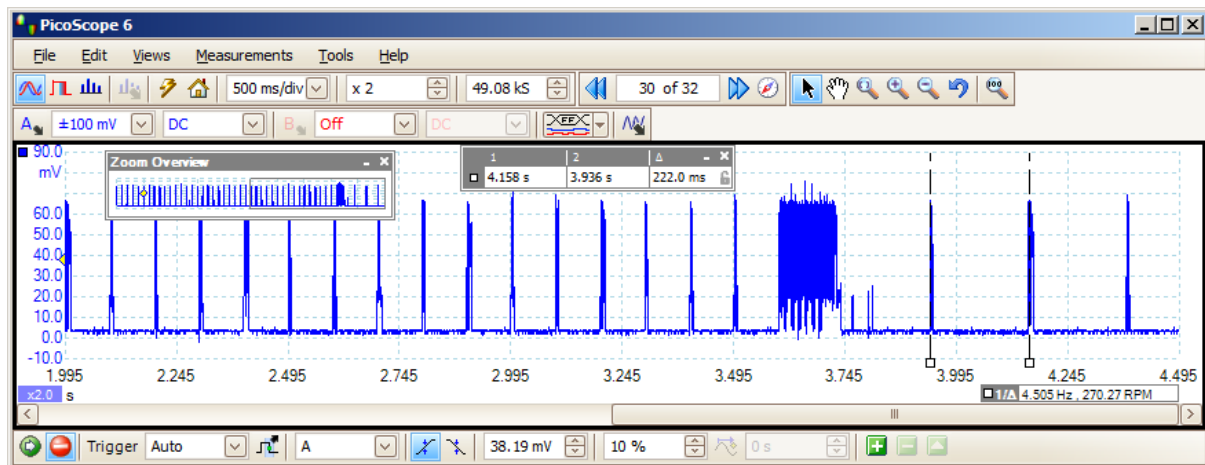 PicoScope 6
File Edit Views Measurements Tools Help
500 ms/div x 2 49.08 kS 30 of 32 100
A ±100 mV DC B Off DC FF
90.0
mV
Zoom Overview
1 2 Δ
4.158 s 3.936 s 222.0 ms
60.0
50.0
40.0
30.0
20.0
10.0
0.0
-10.0
1.995 2.245 2.495 2.745 2.995 3.245 3.495 3.745 3.995 4.245 4.495
x2.0 s 1/Δ 4.505 Hz , 270.27 RPM
Trigger Auto A 38.19 mV 10 % 0 s